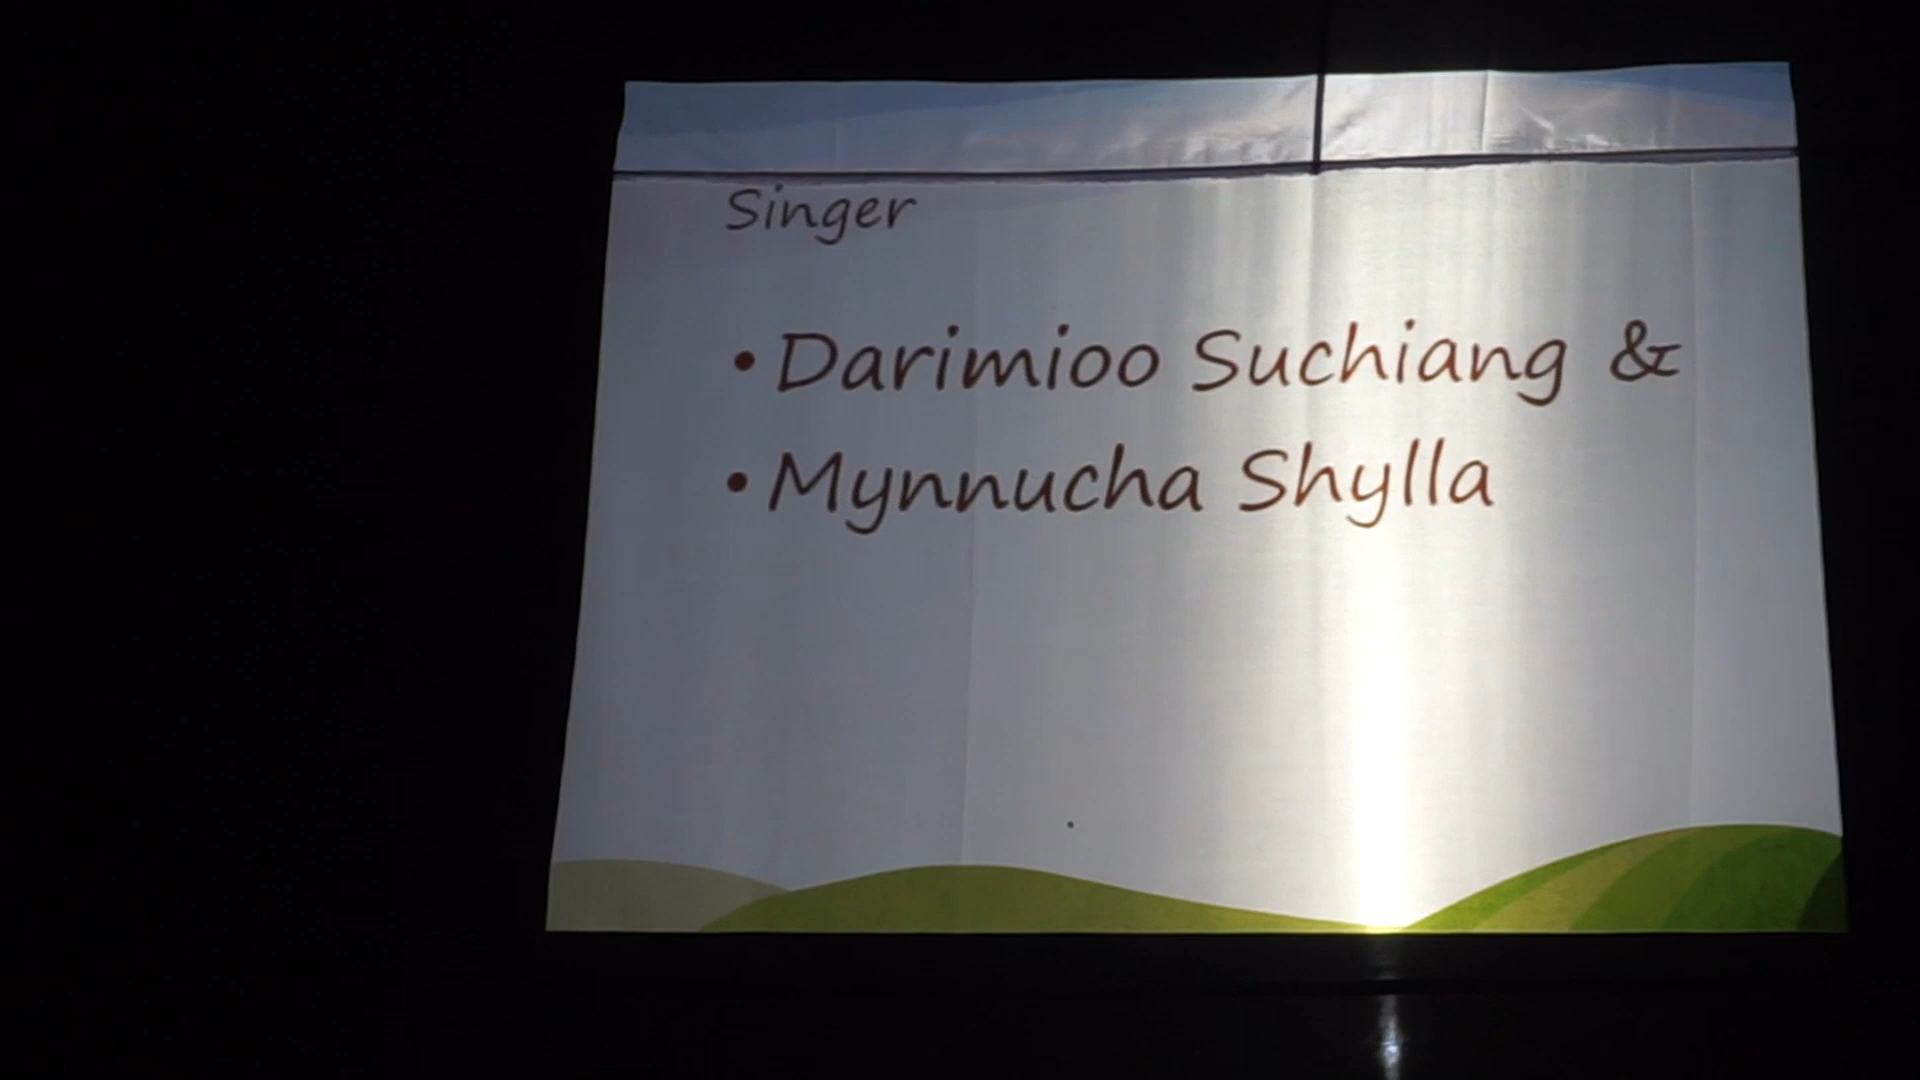 Singer
• Darimioo Suchiang &
• Mynnucha Shylla